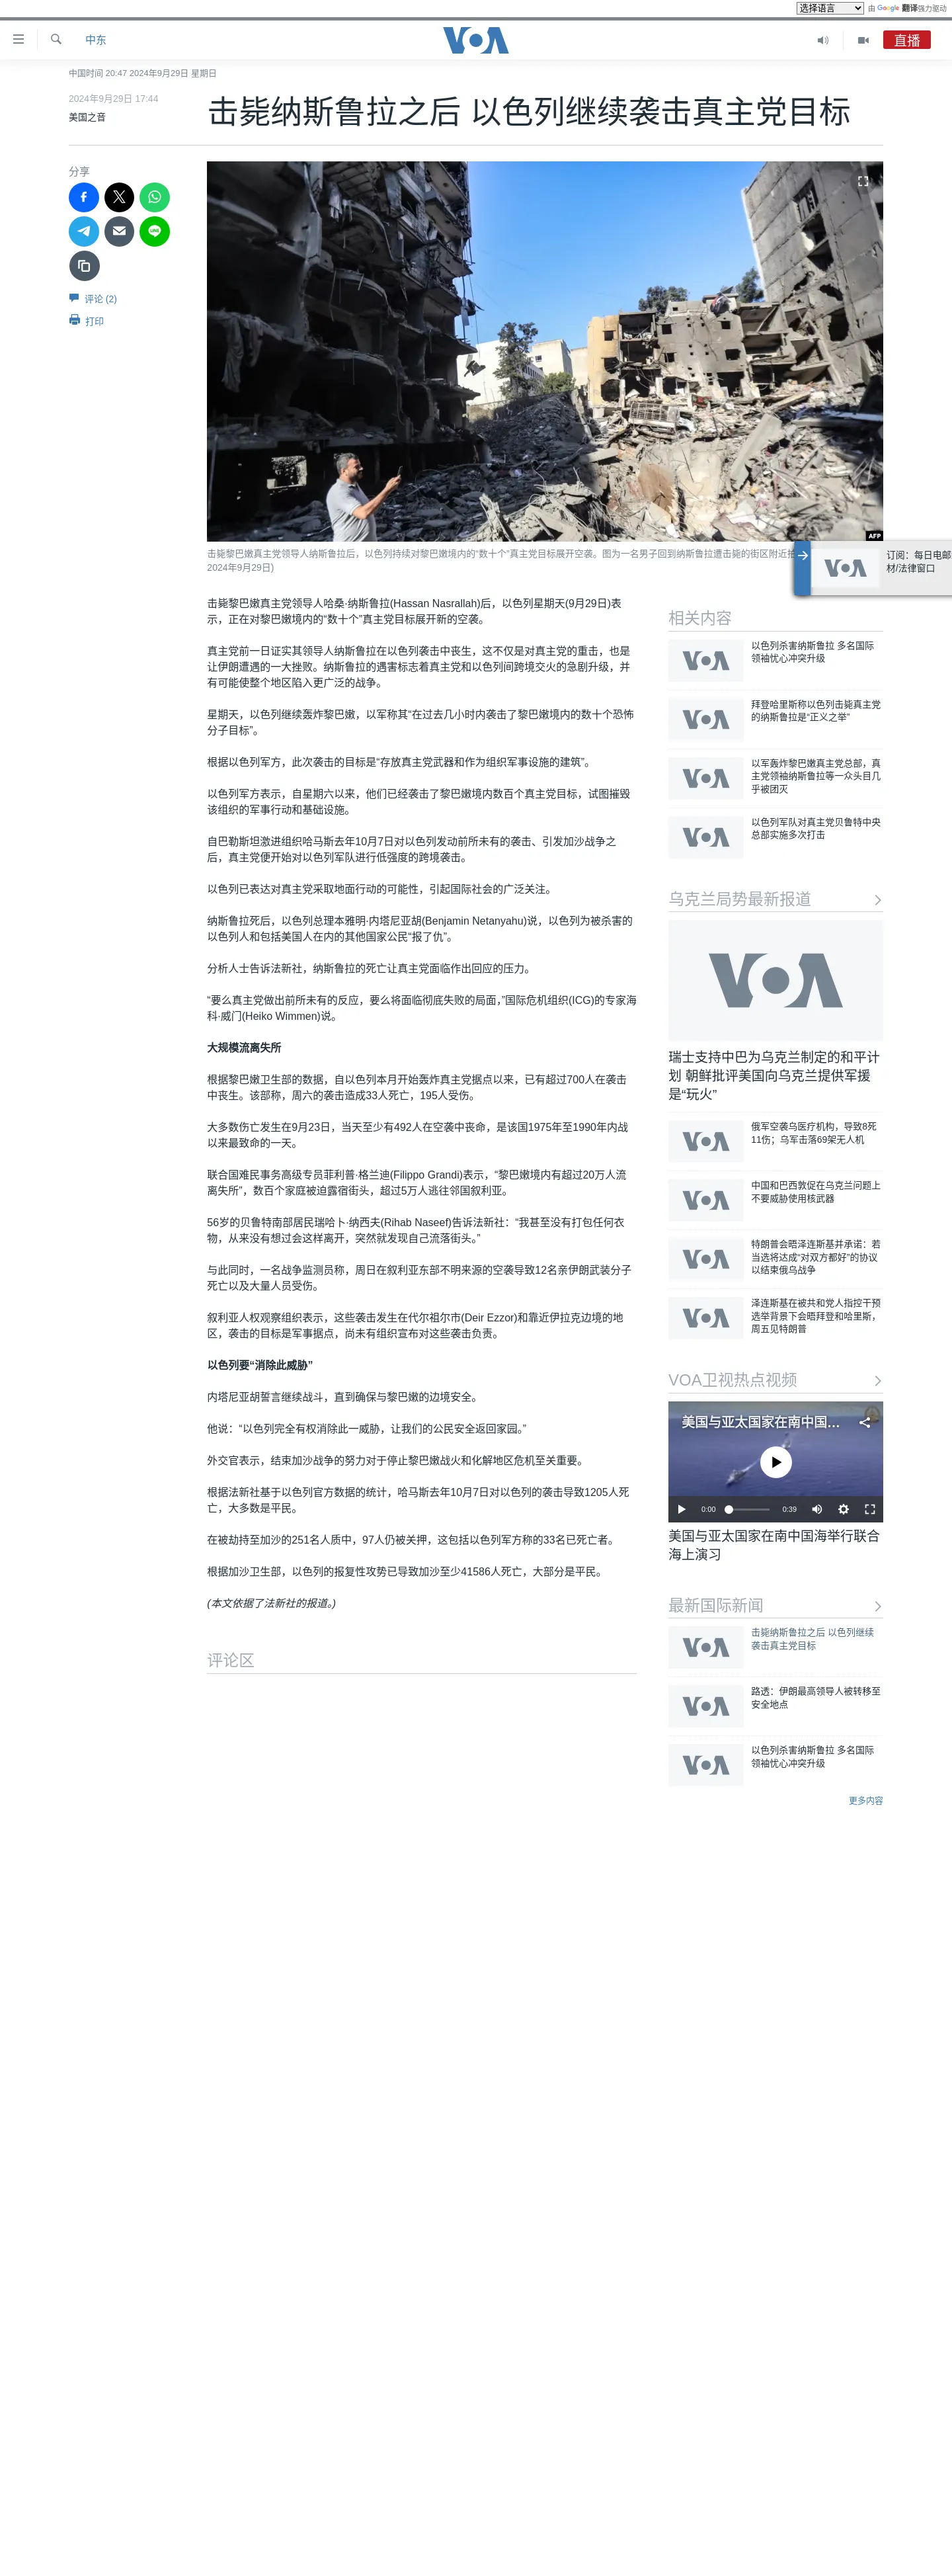 选择语言
由 Google 翻译强力驱动
中东
VOA
直播
中国时间 20:47 2024年9月29日 星期日
2024年9月29日 17:44
美国之音
击毙纳斯鲁拉之后 以色列继续袭击真主党目标
分享
评论 (2)
打印
AFP
击毙黎巴嫩真主党领导人纳斯鲁拉后，以色列持续对黎巴嫩境内的“数十个”真主党目标展开空袭。图为一名男子回到纳斯鲁拉遭击毙的街区附近拍
2024年9月29日)
订阅：每日电邮
材/法律窗口
击毙黎巴嫩真主党领导人哈桑·纳斯鲁拉(Hassan Nasrallah)后，以色列星期天(9月29日)表
示，正在对黎巴嫩境内的“数十个”真主党目标展开新的空袭。
真主党前一日证实其领导人纳斯鲁拉在以色列袭击中丧生，这不仅是对真主党的重击，也是
让伊朗遭遇的一大挫败。纳斯鲁拉的遇害标志着真主党和以色列间跨境交火的急剧升级，并
有可能使整个地区陷入更广泛的战争。
星期天，以色列继续轰炸黎巴嫩，以军称其“在过去几小时内袭击了黎巴嫩境内的数十个恐怖
分子目标”。
根据以色列军方，此次袭击的目标是“存放真主党武器和作为组织军事设施的建筑”。
以色列军方表示，自星期六以来，他们已经袭击了黎巴嫩境内数百个真主党目标，试图摧毁
该组织的军事行动和基础设施。
自巴勒斯坦激进组织哈马斯去年10月7日对以色列发动前所未有的袭击、引发加沙战争之
后，真主党便开始对以色列军队进行低强度的跨境袭击。
以色列已表达对真主党采取地面行动的可能性，引起国际社会的广泛关注。
纳斯鲁拉死后，以色列总理本雅明·内塔尼亚胡(Benjamin Netanyahu)说，以色列为被杀害的
以色列人和包括美国人在内的其他国家公民“报了仇”。
分析人士告诉法新社，纳斯鲁拉的死亡让真主党面临作出回应的压力。
“要么真主党做出前所未有的反应，要么将面临彻底失败的局面，”国际危机组织(ICG)的专家海
科·威门(Heiko Wimmen)说。
大规模流离失所
根据黎巴嫩卫生部的数据，自以色列本月开始轰炸真主党据点以来，已有超过700人在袭击
中丧生。该部称，周六的袭击造成33人死亡，195人受伤。
大多数伤亡发生在9月23日，当天至少有492人在空袭中丧命，是该国1975年至1990年内战
以来最致命的一天。
联合国难民事务高级专员菲利普·格兰迪(Filippo Grandi)表示，“黎巴嫩境内有超过20万人流
离失所”，数百个家庭被迫露宿街头，超过5万人逃往邻国叙利亚。
56岁的贝鲁特南部居民瑞哈卜·纳西夫(Rihab Naseef)告诉法新社：“我甚至没有打包任何衣
物，从来没有想过会这样离开，突然就发现自己流落街头。”
与此同时，一名战争监测员称，周日在叙利亚东部不明来源的空袭导致12名亲伊朗武装分子
死亡以及大量人员受伤。
叙利亚人权观察组织表示，这些袭击发生在代尔祖尔市(Deir Ezzor)和靠近伊拉克边境的地
区，袭击的目标是军事据点，尚未有组织宣布对这些袭击负责。
以色列要“消除此威胁”
内塔尼亚胡誓言继续战斗，直到确保与黎巴嫩的边境安全。
他说：“以色列完全有权消除此一威胁，让我们的公民安全返回家园。”
外交官表示，结束加沙战争的努力对于停止黎巴嫩战火和化解地区危机至关重要。
根据法新社基于以色列官方数据的统计，哈马斯去年10月7日对以色列的袭击导致1205人死
亡，大多数是平民。
在被劫持至加沙的251名人质中，97人仍被关押，这包括以色列军方称的33名已死亡者。
根据加沙卫生部，以色列的报复性攻势已导致加沙至少41586人死亡，大部分是平民。
(本文依据了法新社的报道。)
评论区
相关内容
以色列杀害纳斯鲁拉 多名国际
领袖忧心冲突升级
拜登哈里斯称以色列击毙真主党
的纳斯鲁拉是“正义之举”
以军轰炸黎巴嫩真主党总部，真
主党领袖纳斯鲁拉等一众头目几
乎被团灭
以色列军队对真主党贝鲁特中央
总部实施多次打击
乌克兰局势最新报道
瑞士支持中巴为乌克兰制定的和平计
划 朝鲜批评美国向乌克兰提供军援
是“玩火”
俄军空袭乌医疗机构，导致8死
11伤；乌军击落69架无人机
中国和巴西敦促在乌克兰问题上
不要威胁使用核武器
特朗普会晤泽连斯基并承诺：若
当选将达成“对双方都好”的协议
以结束俄乌战争
泽连斯基在被共和党人指控干预
选举背景下会晤拜登和哈里斯，
周五见特朗普
VOA卫视热点视频
美国与亚太国家在南中国...
0:00
0:39
美国与亚太国家在南中国海举行联合
海上演习
最新国际新闻
击毙纳斯鲁拉之后 以色列继续
袭击真主党目标
路透：伊朗最高领导人被转移至
安全地点
以色列杀害纳斯鲁拉 多名国际
领袖忧心冲突升级
更多内容